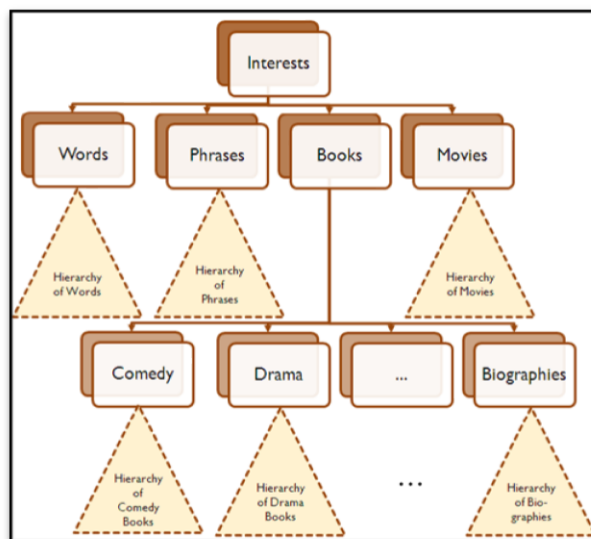 Interests
Words
Phrases
Books
Movies
Hierarchy
of Words
Hierarchy
of
Phrases
Hierarchy
of Movies
Comedy
Drama
...
Biographies
Hierarchy
of
Comedy
Books
Hierarchy
of Drama
Books
...
Hierarchy
of Bio-
graphies